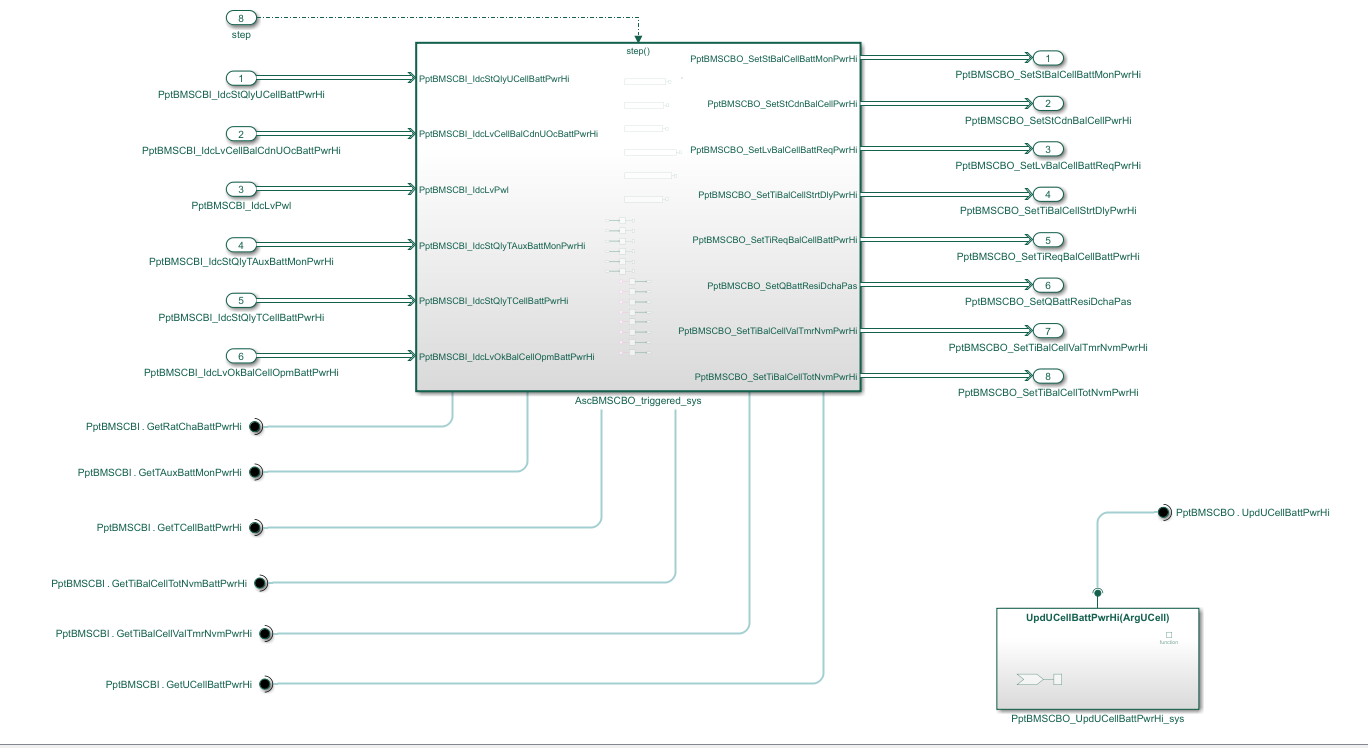 8
step
step()
1
PptBMSCBI_IdcStQlyUCellBattPwrHi
2
PptBMSCBI_IdcLvCellBalCdnUOcBattPwrHi
3
PptBMSCBI_IdcLvPwl
4
PptBMSCBI_IdcStQlyTAuxBattMonPwrHi
5
PptBMSCBI_IdcStQlyTCellBattPwrHi
6
PptBMSCBI_IdcLvOkBalCellOpmBattPwrHi
PptBMSCBI_IdcStQlyUCellBattPwrHi
PptBMSCBI_IdcLvCellBalCdnUOcBattPwrHi
PptBMSCBI_IdcLvPwl
PptBMSCBI_IdcStQlyTAuxBattMonPwrHi
PptBMSCBI_IdcStQlyTCellBattPwrHi
PptBMSCBI_IdcLvOkBalCellOpmBattPwrHi
PptBMSCBO_SetStBalCellBattMonPwrHi
PptBMSCBO_SetStCdnBalCellPwrHi
PptBMSCBO_SetLvBalCellBattReqPwrHi
PptBMSCBO_SetTiBalCellStrtDlyPwrHi
PptBMSCBO_SetTiReqBalCellBattPwrHi
PptBMSCBO_SetQBattResiDchaPas
PptBMSCBO_SetTiBalCellValTmrNvmPwrHi
PptBMSCBO_SetTiBalCellTotNvmPwrHi
1
PptBMSCBO_SetStBalCellBattMonPwrHi
2
PptBMSCBO_SetStCdnBalCellPwrHi
3
PptBMSCBO_SetLvBalCellBattReqPwrHi
4
PptBMSCBO_SetTiBalCellStrtDlyPwrHi
5
PptBMSCBO_SetTiReqBalCellBattPwrHi
6
PptBMSCBO_SetQBattResiDchaPas
7
PptBMSCBO_SetTiBalCellValTmrNvmPwrHi
8
PptBMSCBO_SetTiBalCellTotNvmPwrHi
AscBMSCBO_triggered_sys
PptBMSCBI . GetRatChaBattPwrHi
PptBMSCBI . GetTAuxBattMonPwrHi
PptBMSCBI . GetTCellBattPwrHi
PptBMSCBI . GetTiBalCellTotNvmBattPwrHi
PptBMSCBI . GetTiBalCellValTmrNvmPwrHi
PptBMSCBI . GetUCellBattPwrHi
PptBMSCBO . UpdUCellBattPwrHi
UpdUCellBattPwrHi(ArgUCell)
function
PptBMSCBO_UpdUCellBattPwrHi_sys